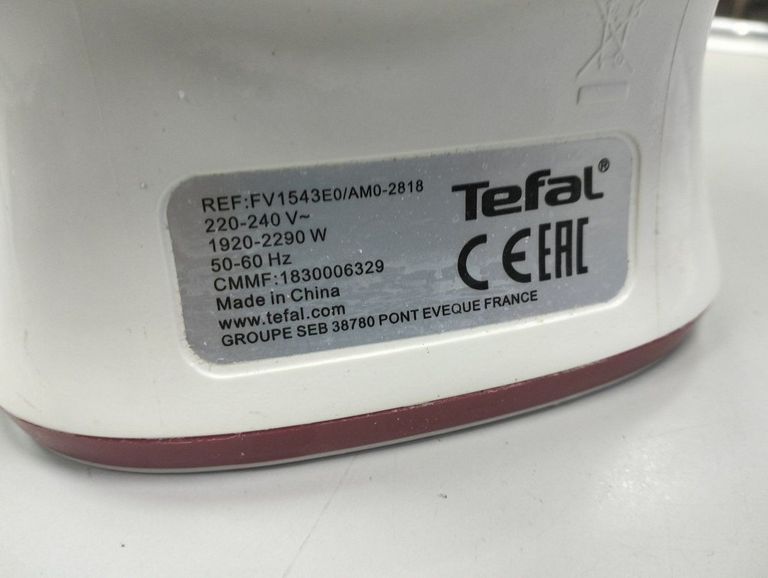 REF:FV1543E0/AM0-2818
220-240 V~
1920-2290 W
50-60 Hz
CMMF:1830006329
Made in China
www.tefal.com
GROUPE SEB 38780 PONT EVEQUE FRANCE
Tefal®
CE EAC